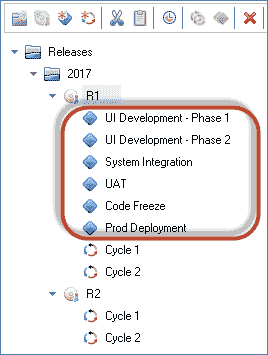 Releases
2017
R1
UI Development - Phase 1
UI Development - Phase 2
System Integration
UAT
Code Freeze
Prod Deployment
Cycle 1
Cycle 2
R2
Cycle 1
Cycle 2